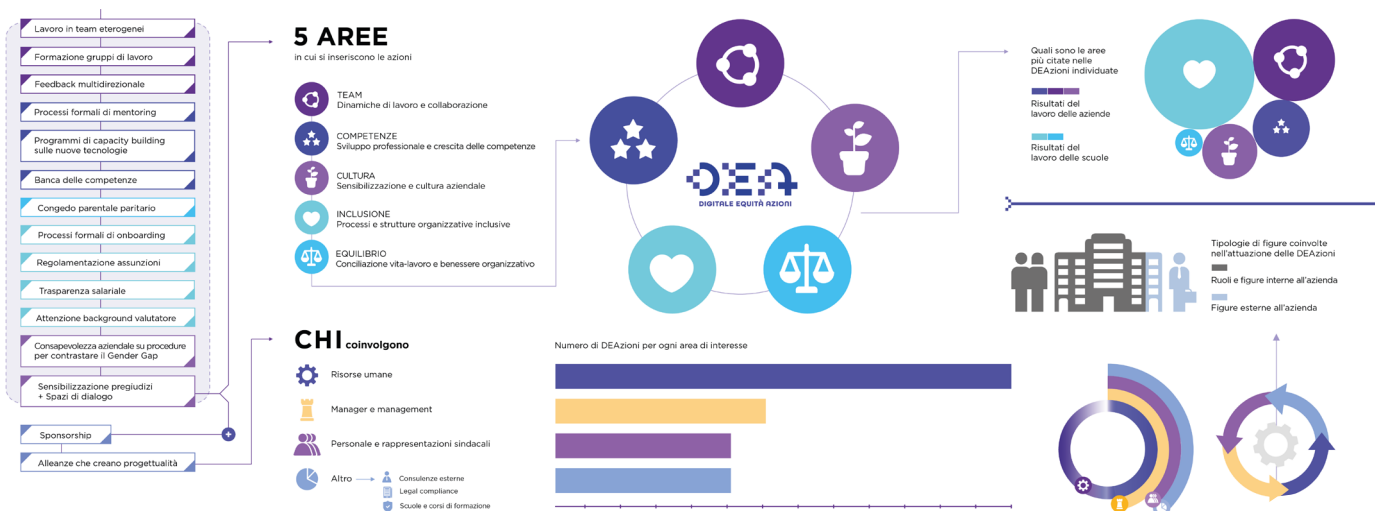 Lavoro in team eterogenei
Formazione gruppi di lavoro
Feedback multidirezionale
Processi formali di mentoring
Programmi di capacity building
sulle nuove tecnologie
Banca delle competenze
Congedo parentale paritario
Processi formali di onboarding
Regolamentazione assunzioni
Trasparenza salariale
Attenzione background valutatore
Consapevolezza aziendale su procedure
per contrastare il Gender Gap
Sensibilizzazione pregiudizi
+ Spazi di dialogo
Sponsorship
+
Alleanze che creano progettualità
5 AREE
in cui si inseriscono le azioni
TEAM
Dinamiche di lavoro e collaborazione
COMPETENZE
Sviluppo professionale e crescita delle competenze
CULTURA
Sensibilizzazione e cultura aziendale
INCLUSIONE
Processi e strutture organizzative inclusive
EQUILIBRIO
Conciliazione vita-lavoro e benessere organizzativo
DEA
DIGITALE EQUITÀ AZIONI
Quali sono le aree
più citate nelle
DEAzioni individuate
Risultati del
lavoro delle aziende
Risultati del
lavoro delle scuole
Tipologie di figure coinvolte
nell'attuazione delle DEAzioni
Ruoli e figure interne all'azienda
Figure esterne all'azienda
CHI coinvolgono
Risorse umane
Manager e management
Personale e rappresentazioni sindacali
Altro
Consulenze esterne
Legal compliance
Scuole e corsi di formazione
Numero di DEAzioni per ogni area di interesse